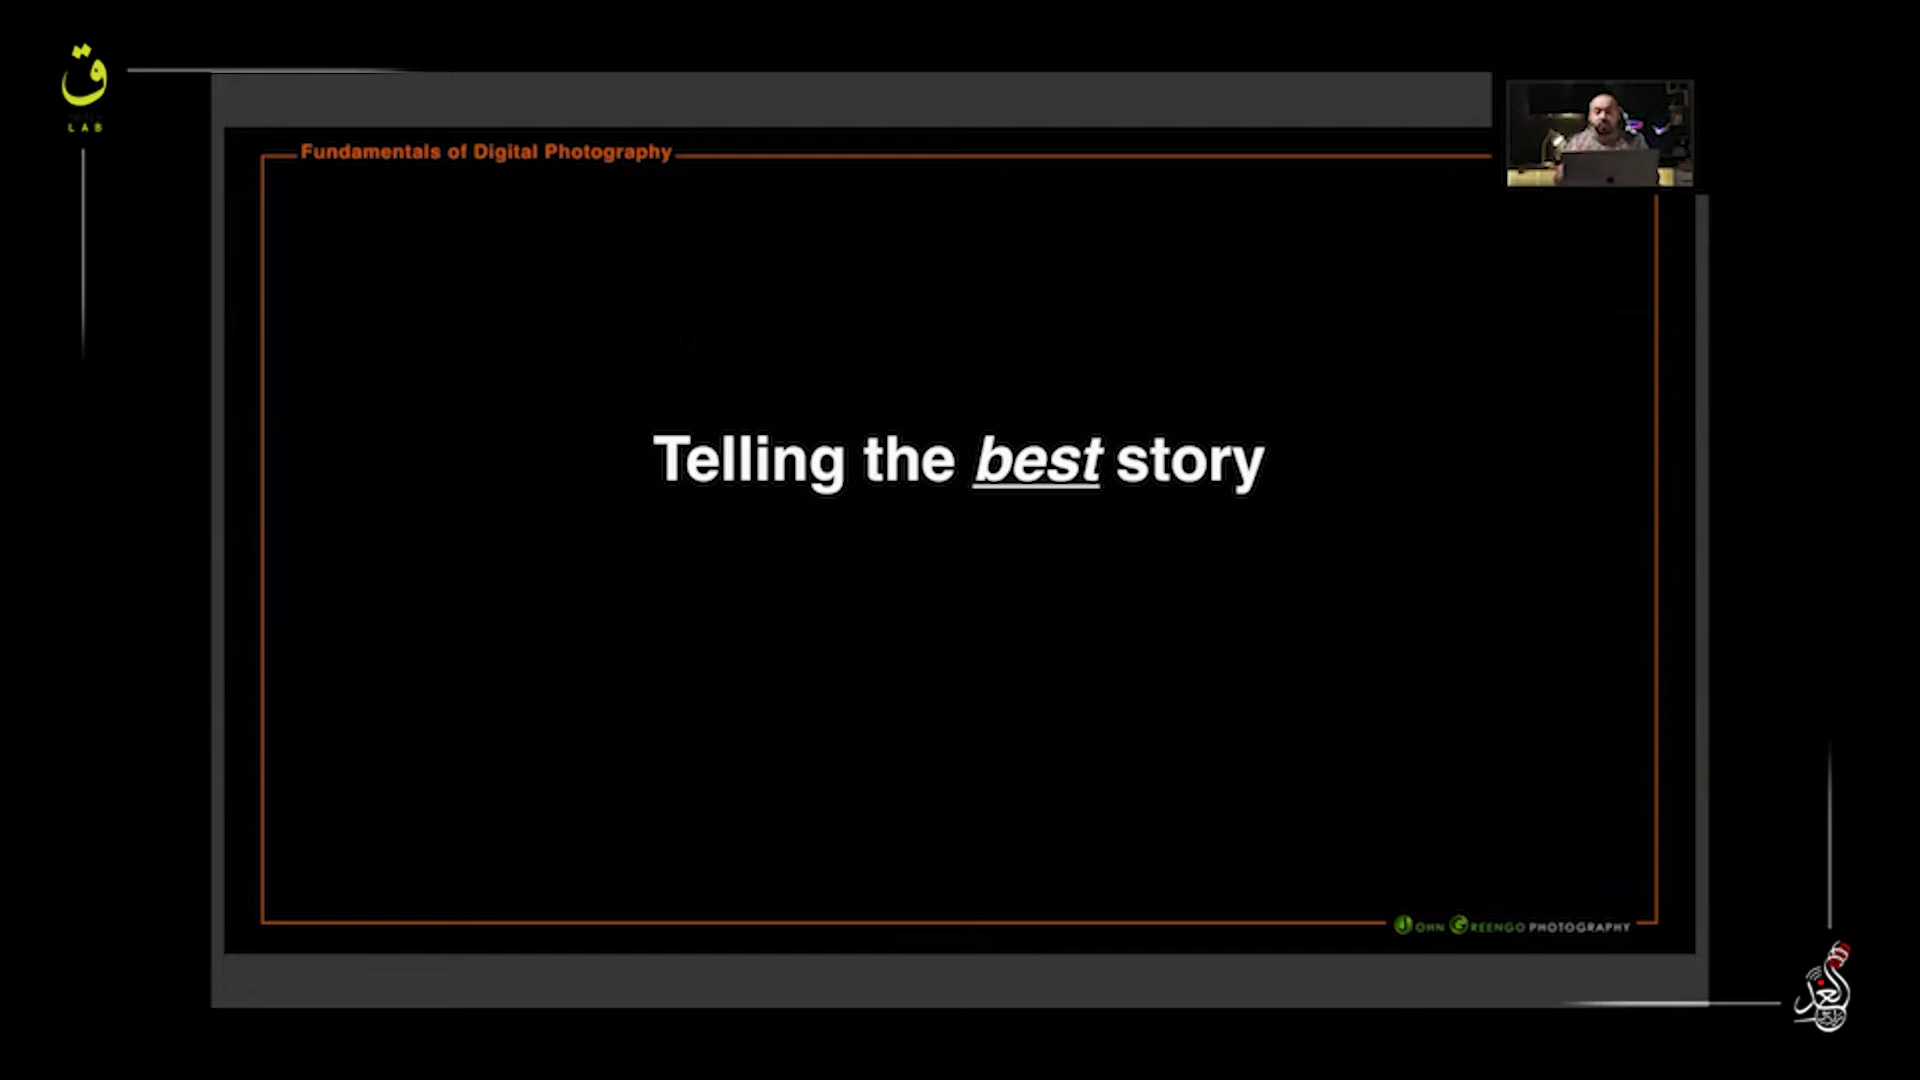 ق
LAB
Fundamentals of Digital Photography
Telling the best story
JOHN GREENGO PHOTOGRAPHY